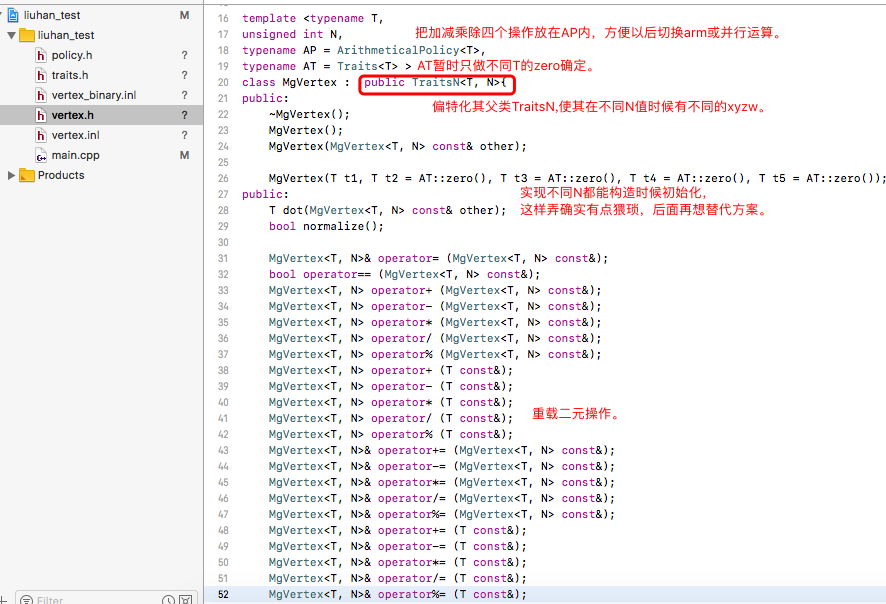 liuhan_test M
liuhan_test
policy.h ?
traits.h ?
vertex_binary.inl ?
vertex.h ?
vertex.inl ?
main.cpp M
Products
Filter
16 template <typename T,
17 unsigned int N,
把加减乘除四个操作放在AP内，方便以后切换arm或并行运算。
18 typename AP = ArithmeticalPolicy<T>,
19 typename AT = Traits<T> >
AT暂时只做不同T的zero确定。
20 class MgVertex : public TraitsN<T, N>{
21 public:
偏特化其父类TraitsN,使其在不同N值时候有不同的xyzw。
22 ~MgVertex();
23 MgVertex();
24 MgVertex(MgVertex<T, N> const& other);
25
26 MgVertex(T t1, T t2 = AT::zero(), T t3 = AT::zero(), T t4 = AT::zero(), T t5 = AT::zero());
27 public:
实现不同N都能构造时候初始化，
28 T dot(MgVertex<T, N> const& other);
这样弄确实有点猥琐，后面再想替代方案。
29 bool normalize();
30
31 MgVertex<T, N>& operator= (MgVertex<T, N> const&);
32 bool operator== (MgVertex<T, N> const&);
33 MgVertex<T, N> operator+ (MgVertex<T, N> const&);
34 MgVertex<T, N> operator- (MgVertex<T, N> const&);
35 MgVertex<T, N> operator* (MgVertex<T, N> const&);
36 MgVertex<T, N> operator/ (MgVertex<T, N> const&);
37 MgVertex<T, N> operator% (MgVertex<T, N> const&);
38 MgVertex<T, N> operator+ (T const&);
39 MgVertex<T, N> operator- (T const&);
40 MgVertex<T, N> operator* (T const&);
41 MgVertex<T, N> operator/ (T const&);
重载二元操作。
42 MgVertex<T, N> operator% (T const&);
43 MgVertex<T, N>& operator+= (MgVertex<T, N> const&);
44 MgVertex<T, N>& operator-= (MgVertex<T, N> const&);
45 MgVertex<T, N>& operator*= (MgVertex<T, N> const&);
46 MgVertex<T, N>& operator/= (MgVertex<T, N> const&);
47 MgVertex<T, N>& operator%= (MgVertex<T, N> const&);
48 MgVertex<T, N>& operator+= (T const&);
49 MgVertex<T, N>& operator-= (T const&);
50 MgVertex<T, N>& operator*= (T const&);
51 MgVertex<T, N>& operator/= (T const&);
52 MgVertex<T, N>& operator%= (T const&);